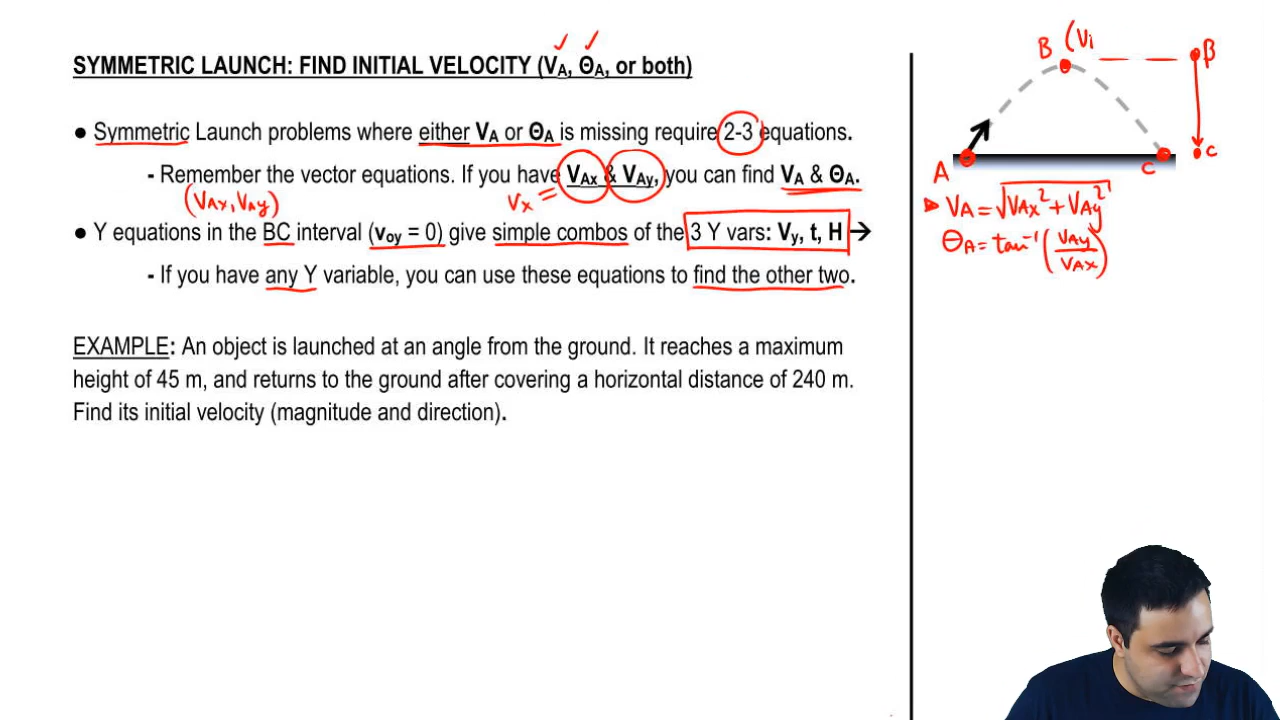 SYMMETRIC LAUNCH: FIND INITIAL VELOCITY (VA, ΘA, or both)
● Symmetric Launch problems where either VA or ΘA is missing require 2-3 equations.
- Remember the vector equations. If you have VAx & VAy, you can find VA & ΘA.
(VAx, VAy)
Vx =
● Y equations in the BC interval (voy = 0) give simple combos of the 3 Y vars: Vy, t, H →
- If you have any Y variable, you can use these equations to find the other two.
EXAMPLE: An object is launched at an angle from the ground. It reaches a maximum
height of 45 m, and returns to the ground after covering a horizontal distance of 240 m.
Find its initial velocity (magnitude and direction).
B (Vi
B
A
C
C
VA = √VAx² + VAy²
ΘA = tan⁻¹ (VAy/VAx)